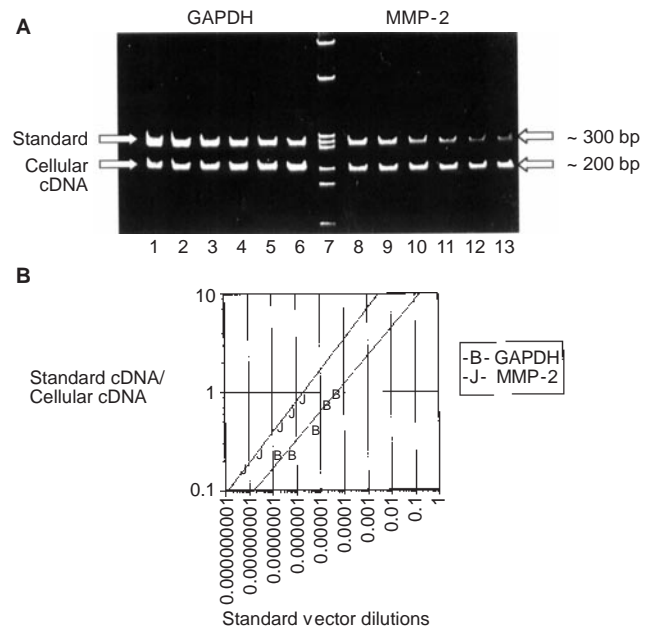 A
GAPDH MMP-2
Standard
~ 300 bp
Cellular cDNA
~ 200 bp
1 2 3 4 5 6 7 8 9 10 11 12 13
B
10
1
0.1
Standard cDNA/
Cellular cDNA
J J J J J
B B B B B
-B- GAPDH
-J- MMP-2
0.000000001
0.00000001
0.0000001
0.000001
0.00001
0.0001
0.001
0.01
0.1
1
Standard vector dilutions